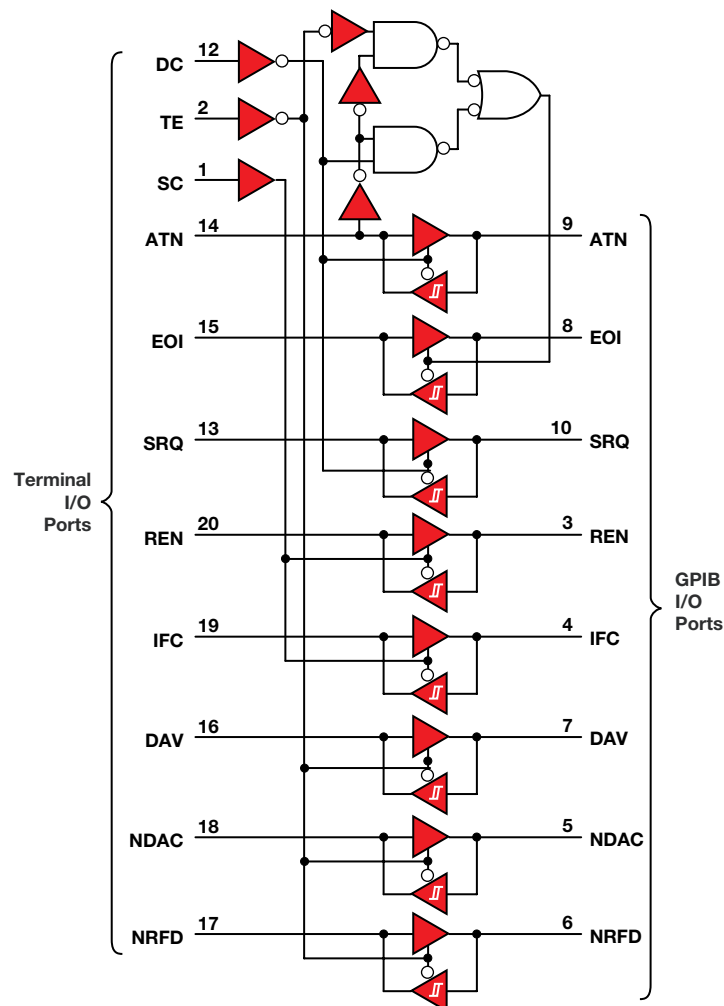 DC 12
TE 2
SC 1
ATN 14 9 ATN
EOI 15 8 EOI
SRQ 13 10 SRQ
Terminal
I/O
Ports
REN 20 3 REN
GPIB
I/O
Ports
IFC 19 4 IFC
DAV 16 7 DAV
NDAC 18 5 NDAC
NRFD 17 6 NRFD